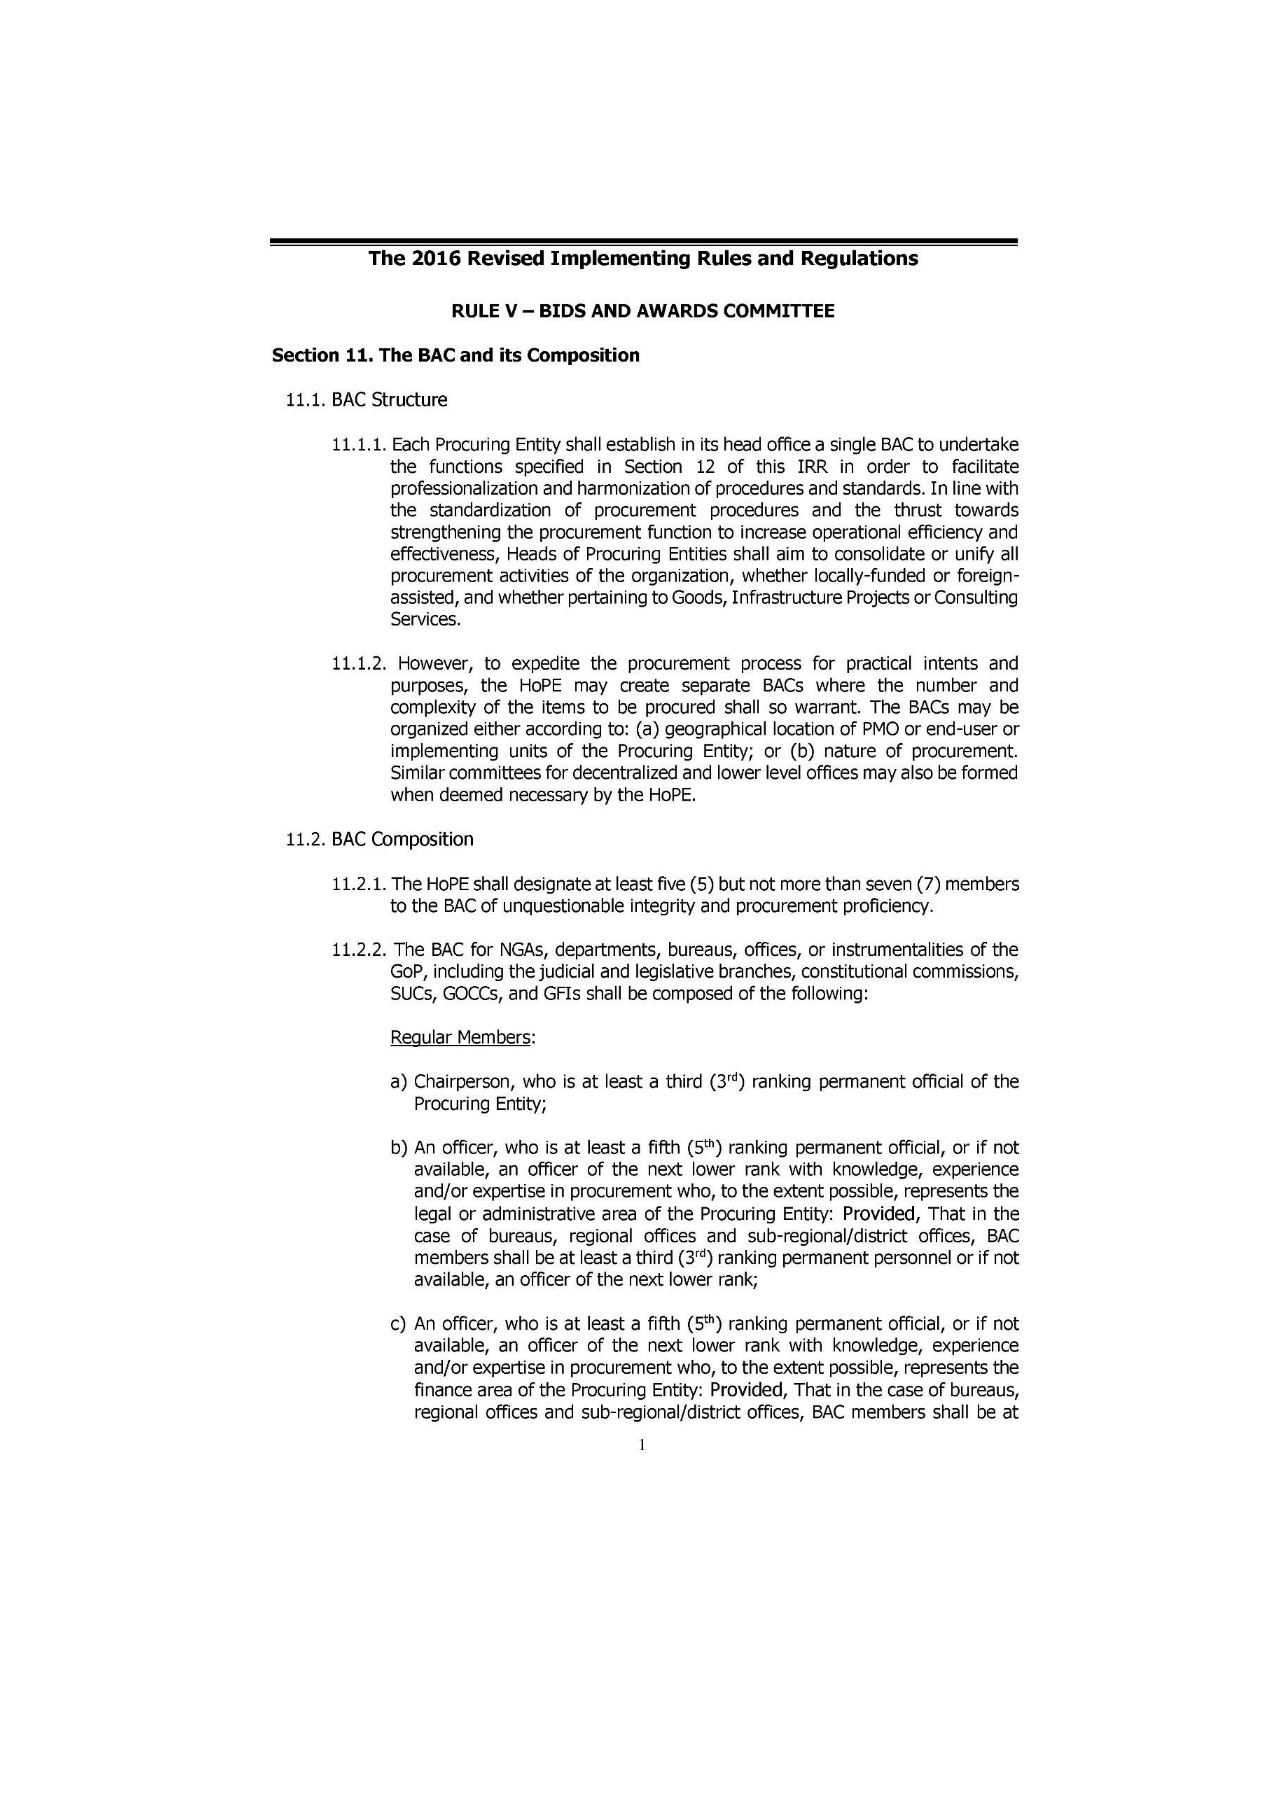 The 2016 Revised Implementing Rules and Regulations
RULE V – BIDS AND AWARDS COMMITTEE
Section 11. The BAC and its Composition
11.1. BAC Structure
11.1.1. Each Procuring Entity shall establish in its head office a single BAC to undertake
the functions specified in Section 12 of this IRR in order to facilitate
professionalization and harmonization of procedures and standards. In line with
the standardization of procurement procedures and the thrust towards
strengthening the procurement function to increase operational efficiency and
effectiveness, Heads of Procuring Entities shall aim to consolidate or unify all
procurement activities of the organization, whether locally-funded or foreign-
assisted, and whether pertaining to Goods, Infrastructure Projects or Consulting
Services.
11.1.2. However, to expedite the procurement process for practical intents and
purposes, the HoPE may create separate BACs where the number and
complexity of the items to be procured shall so warrant. The BACs may be
organized either according to: (a) geographical location of PMO or end-user or
implementing units of the Procuring Entity; or (b) nature of procurement.
Similar committees for decentralized and lower level offices may also be formed
when deemed necessary by the HoPE.
11.2. BAC Composition
11.2.1. The HoPE shall designate at least five (5) but not more than seven (7) members
to the BAC of unquestionable integrity and procurement proficiency.
11.2.2. The BAC for NGAs, departments, bureaus, offices, or instrumentalities of the
GoP, including the judicial and legislative branches, constitutional commissions,
SUCs, GOCCs, and GFIs shall be composed of the following:
Regular Members:
a) Chairperson, who is at least a third (3rd) ranking permanent official of the
Procuring Entity;
b) An officer, who is at least a fifth (5th) ranking permanent official, or if not
available, an officer of the next lower rank with knowledge, experience
and/or expertise in procurement who, to the extent possible, represents the
legal or administrative area of the Procuring Entity: Provided, That in the
case of bureaus, regional offices and sub-regional/district offices, BAC
members shall be at least a third (3rd) ranking permanent personnel or if not
available, an officer of the next lower rank;
c) An officer, who is at least a fifth (5th) ranking permanent official, or if not
available, an officer of the next lower rank with knowledge, experience
and/or expertise in procurement who, to the extent possible, represents the
finance area of the Procuring Entity: Provided, That in the case of bureaus,
regional offices and sub-regional/district offices, BAC members shall be at
1